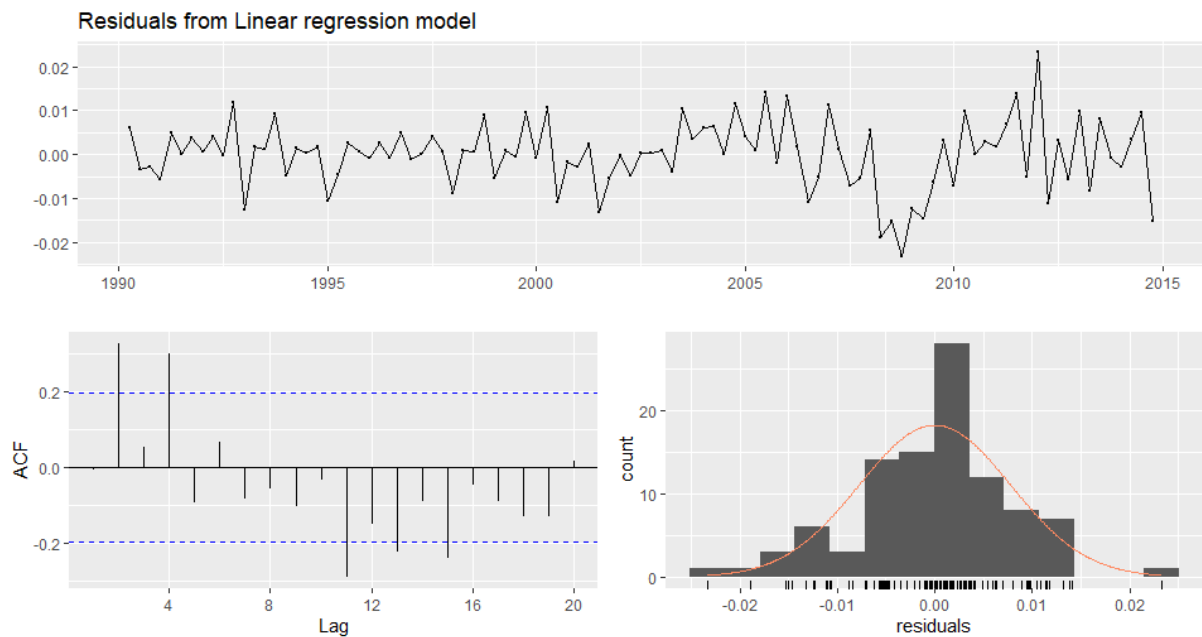 Residuals from Linear regression model
0.02
0.01
0.00
-0.01
-0.02
1990 1995 2000 2005 2010 2015
ACF
0.2
0.0
-0.2
4 8 12 16 20
Lag
count
20
10
0
-0.02 -0.01 0.00 0.01 0.02
residuals